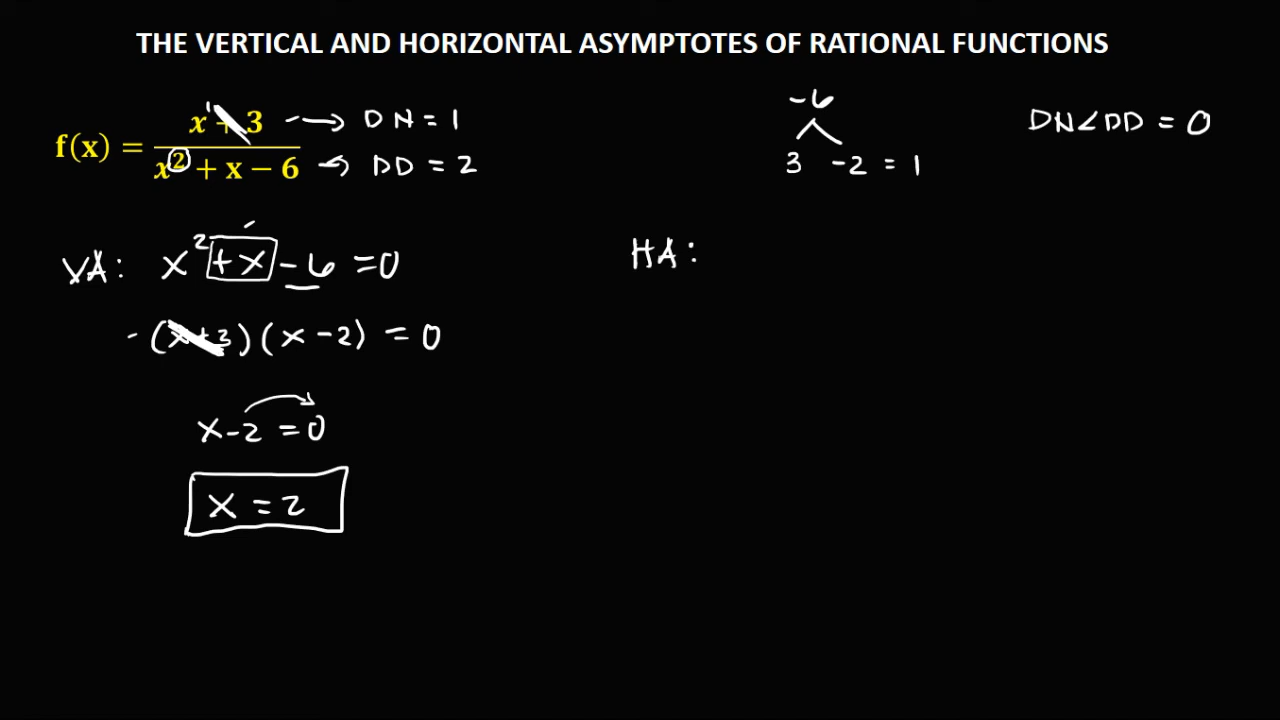 THE VERTICAL AND HORIZONTAL ASYMPTOTES OF RATIONAL FUNCTIONS
f(x) = x¹ + 3 / x² + x − 6
→ DN = 1
DD = 2
-6
3 -2 = 1
DN < DD = 0
VA: x² + x - 6 = 0
HA:
(x+3)(x-2) = 0
x-2 = 0
x = 2